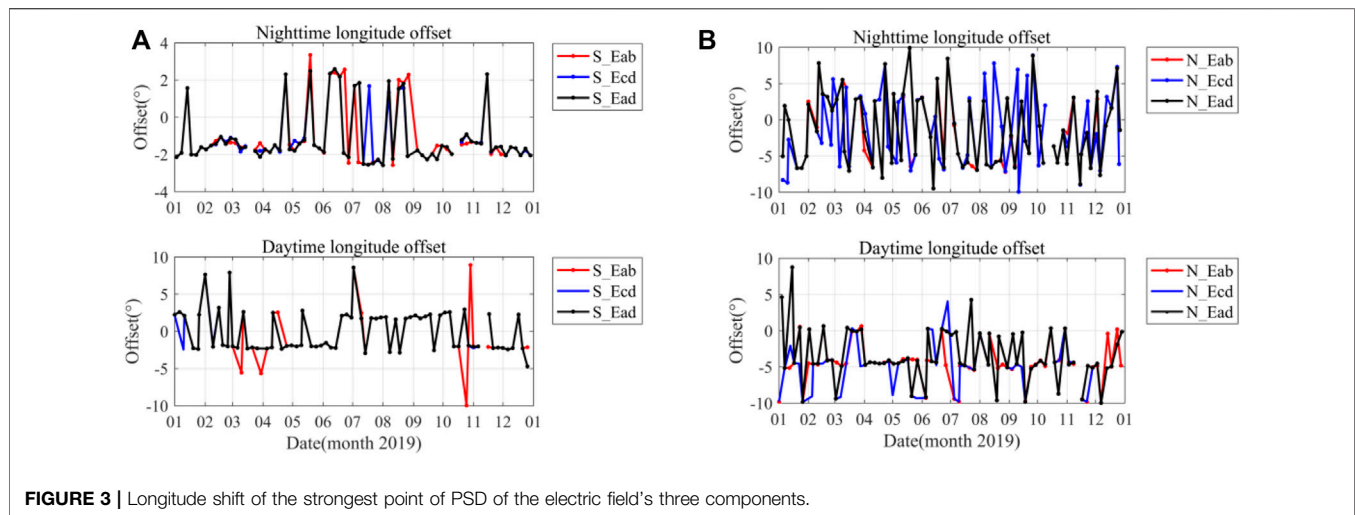 A
Nighttime longitude offset
Offset(°)
4
2
0
-2
-4
01 02 03 04 05 06 07 08 09 10 11 12 01
S_Eab
S_Ecd
S_Ead
Daytime longitude offset
Offset(°)
10
5
0
-5
-10
01 02 03 04 05 06 07 08 09 10 11 12 01
Date(month 2019)
S_Eab
S_Ecd
S_Ead
B
Nighttime longitude offset
Offset(°)
10
5
0
-5
-10
01 02 03 04 05 06 07 08 09 10 11 12 01
N_Eab
N_Ecd
N_Ead
Daytime longitude offset
Offset(°)
10
5
0
-5
-10
01 02 03 04 05 06 07 08 09 10 11 12 01
Date(month 2019)
N_Eab
N_Ecd
N_Ead
FIGURE 3 | Longitude shift of the strongest point of PSD of the electric field's three components.